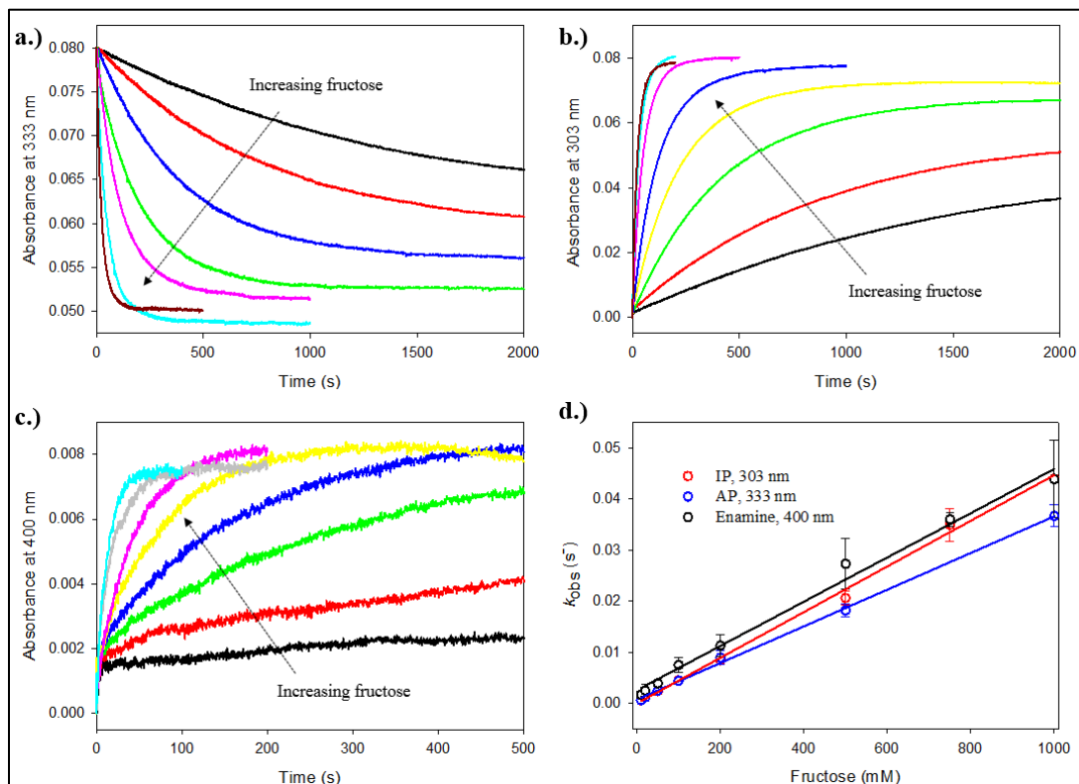 a.)
Absorbance at 333 nm
0.080
0.075
0.070
0.065
0.060
0.055
0.050
Increasing fructose
0
500
1000
1500
2000
Time (s)
b.)
Absorbance at 303 nm
0.08
0.06
0.04
0.02
0.00
Increasing fructose
0
500
1000
1500
2000
Time (s)
c.)
Absorbance at 400 nm
0.008
0.006
0.004
0.002
0.000
Increasing fructose
0
100
200
300
400
500
Time (s)
d.)
kobs (s⁻)
0.05
0.04
0.03
0.02
0.01
0.00
IP, 303 nm
AP, 333 nm
Enamine, 400 nm
0
200
400
600
800
1000
Fructose (mM)